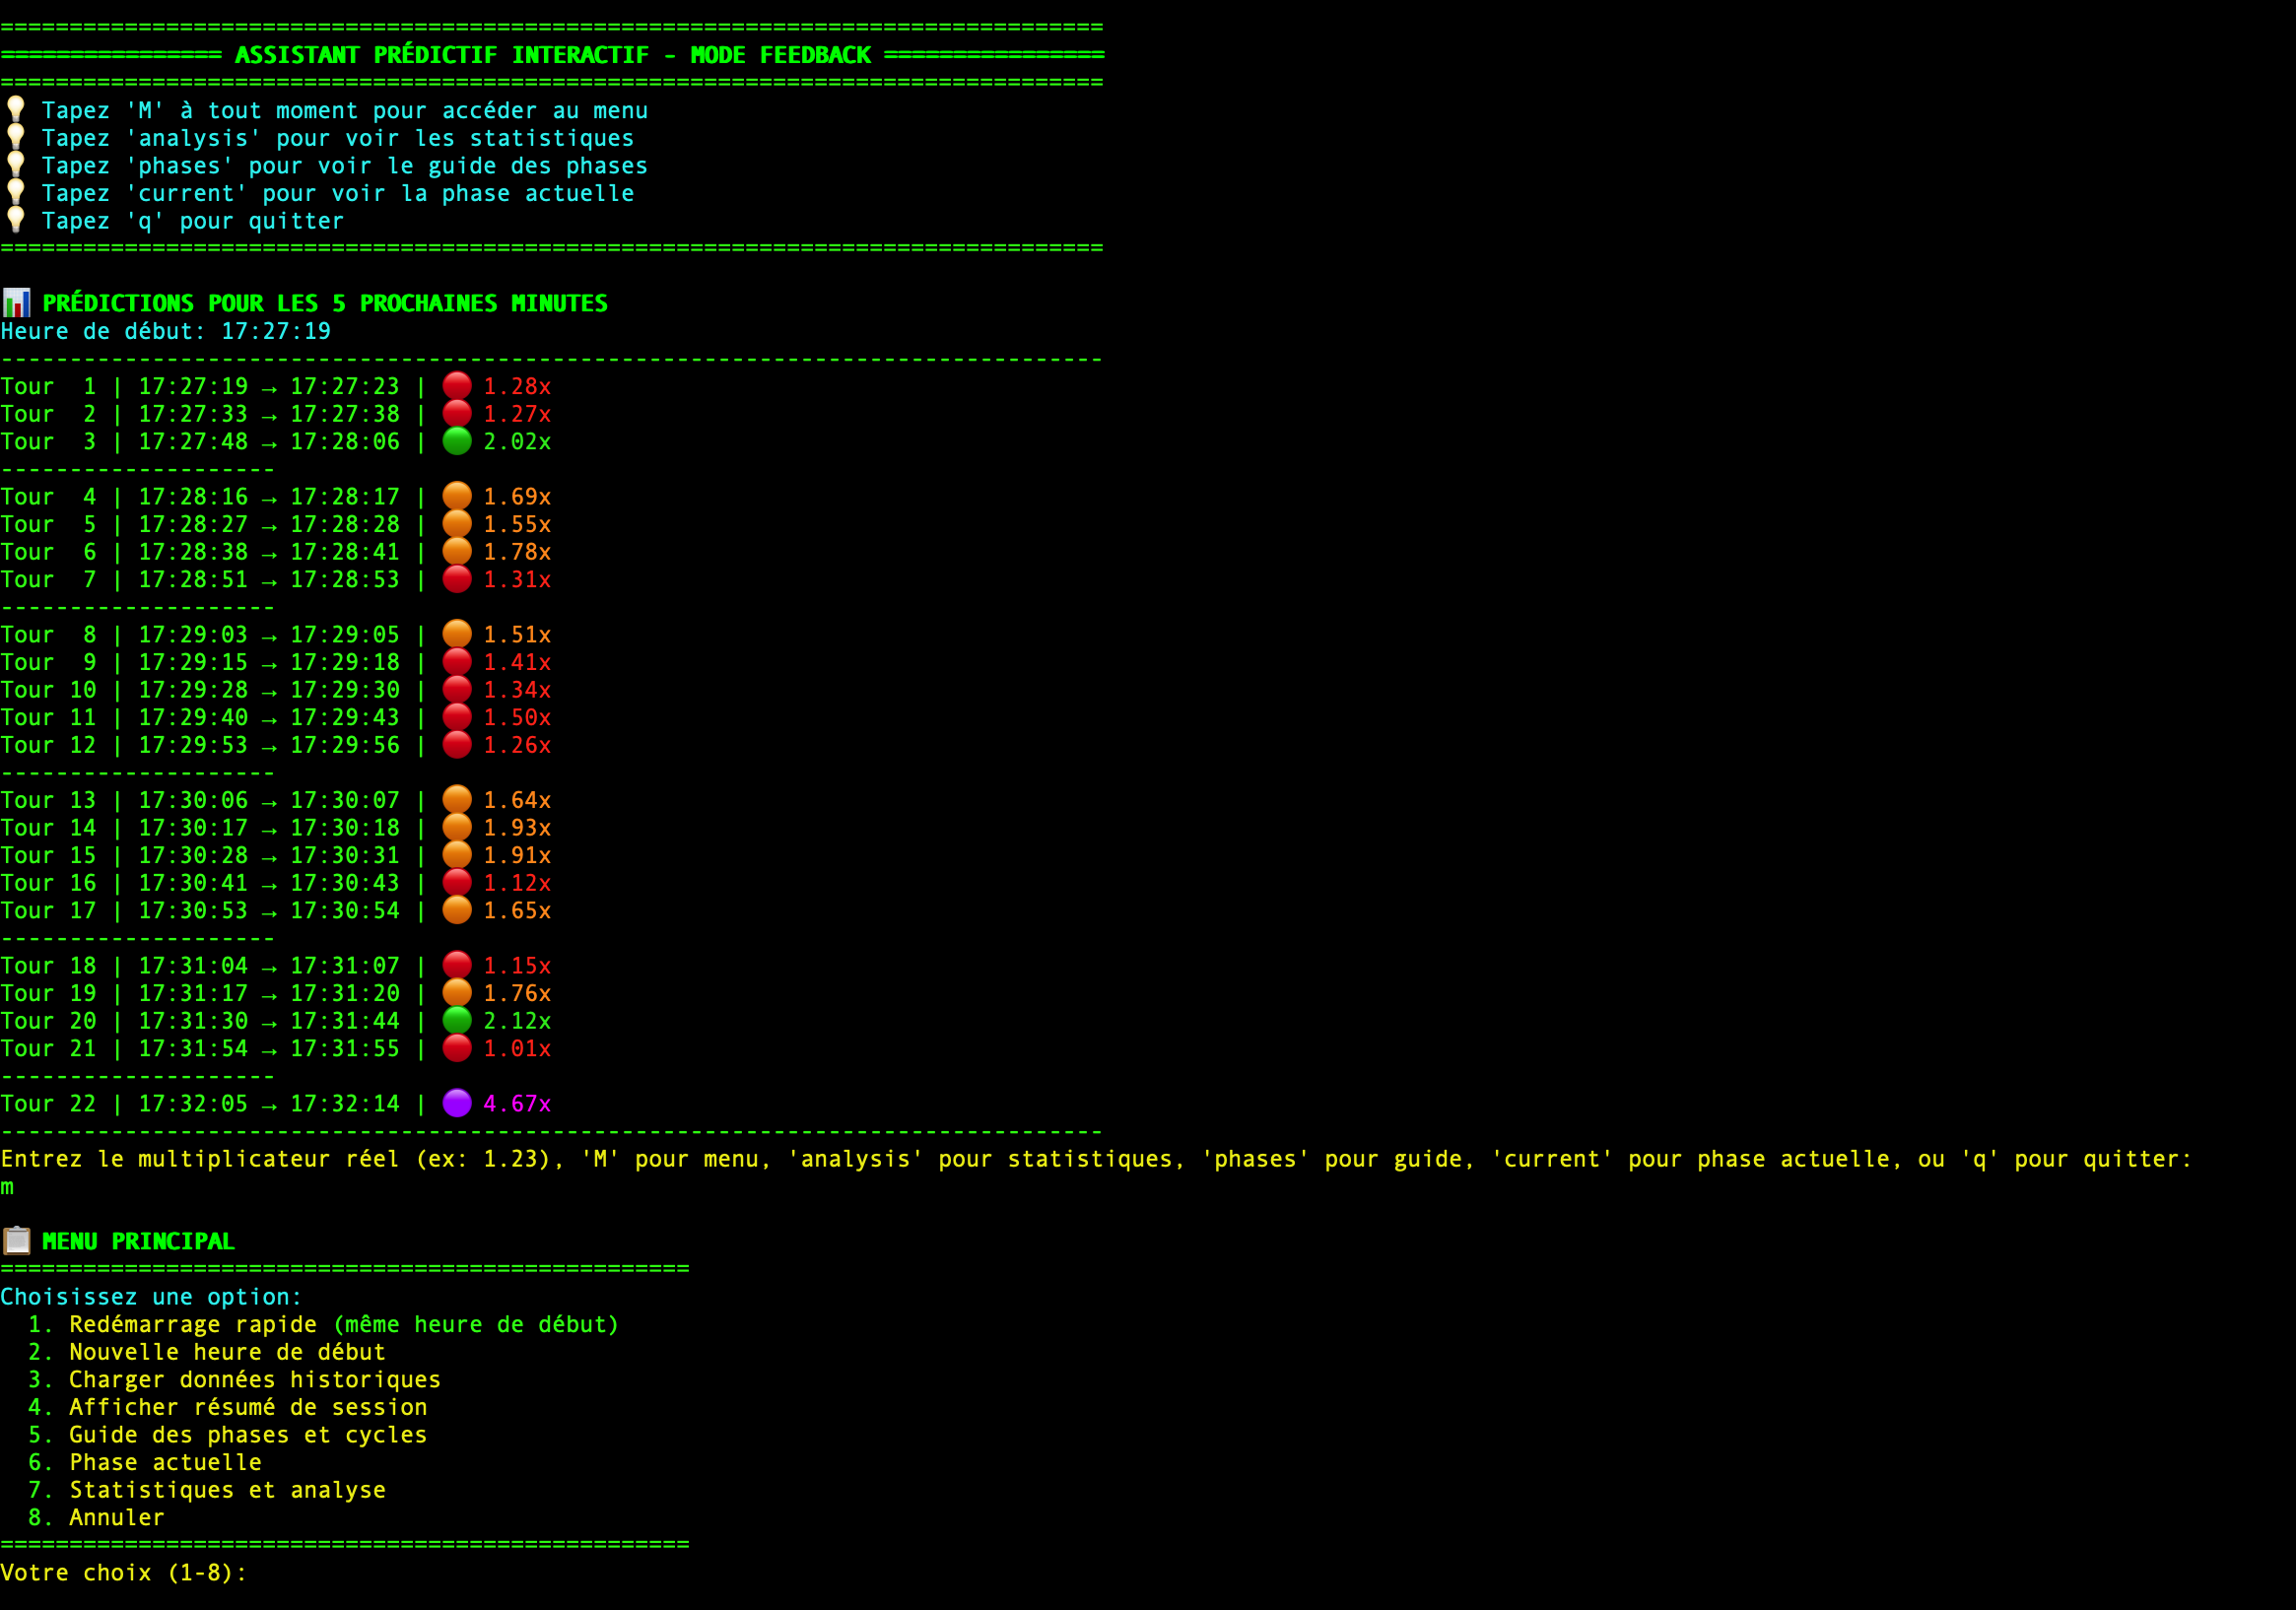 ================================================================================
================ ASSISTANT PRÉDICTIF INTERACTIF - MODE FEEDBACK ================
================================================================================
💡 Tapez 'M' à tout moment pour accéder au menu
💡 Tapez 'analysis' pour voir les statistiques
💡 Tapez 'phases' pour voir le guide des phases
💡 Tapez 'current' pour voir la phase actuelle
💡 Tapez 'q' pour quitter
================================================================================
📊 PRÉDICTIONS POUR LES 5 PROCHAINES MINUTES
Heure de début: 17:27:19
--------------------------------------------------------------------------------
Tour  1 | 17:27:19 → 17:27:23 | 🔴 1.28x
Tour  2 | 17:27:33 → 17:27:38 | 🔴 1.27x
Tour  3 | 17:27:48 → 17:28:06 | 🟢 2.02x
--------------------
Tour  4 | 17:28:16 → 17:28:17 | 🟠 1.69x
Tour  5 | 17:28:27 → 17:28:28 | 🟠 1.55x
Tour  6 | 17:28:38 → 17:28:41 | 🟠 1.78x
Tour  7 | 17:28:51 → 17:28:53 | 🔴 1.31x
--------------------
Tour  8 | 17:29:03 → 17:29:05 | 🟠 1.51x
Tour  9 | 17:29:15 → 17:29:18 | 🔴 1.41x
Tour 10 | 17:29:28 → 17:29:30 | 🔴 1.34x
Tour 11 | 17:29:40 → 17:29:43 | 🔴 1.50x
Tour 12 | 17:29:53 → 17:29:56 | 🔴 1.26x
--------------------
Tour 13 | 17:30:06 → 17:30:07 | 🟠 1.64x
Tour 14 | 17:30:17 → 17:30:18 | 🟠 1.93x
Tour 15 | 17:30:28 → 17:30:31 | 🟠 1.91x
Tour 16 | 17:30:41 → 17:30:43 | 🔴 1.12x
Tour 17 | 17:30:53 → 17:30:54 | 🟠 1.65x
--------------------
Tour 18 | 17:31:04 → 17:31:07 | 🔴 1.15x
Tour 19 | 17:31:17 → 17:31:20 | 🟠 1.76x
Tour 20 | 17:31:30 → 17:31:44 | 🟢 2.12x
Tour 21 | 17:31:54 → 17:31:55 | 🔴 1.01x
--------------------
Tour 22 | 17:32:05 → 17:32:14 | 🟣 4.67x
--------------------------------------------------------------------------------
Entrez le multiplicateur réel (ex: 1.23), 'M' pour menu, 'analysis' pour statistiques, 'phases' pour guide, 'current' pour phase actuelle, ou 'q' pour quitter:
m
📋 MENU PRINCIPAL
==================================================
Choisissez une option:
  1. Redémarrage rapide (même heure de début)
  2. Nouvelle heure de début
  3. Charger données historiques
  4. Afficher résumé de session
  5. Guide des phases et cycles
  6. Phase actuelle
  7. Statistiques et analyse
  8. Annuler
==================================================
Votre choix (1-8):